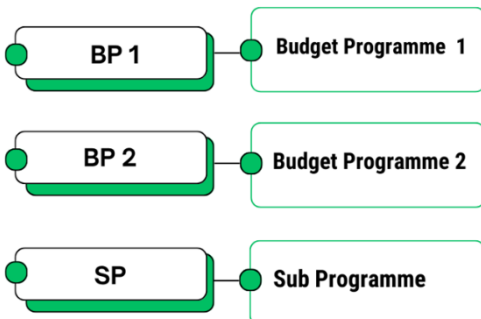 BP 1
Budget Programme 1
BP 2
Budget Programme 2
SP
Sub Programme